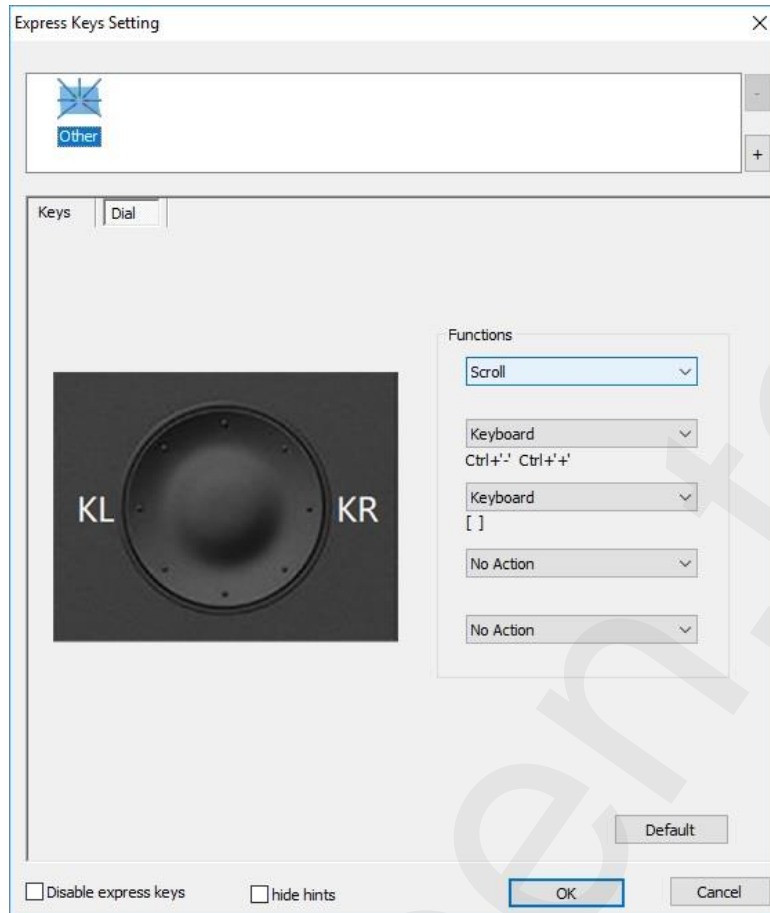 Express Keys Setting
Other
-
+
Keys Dial
Functions
Scroll
Keyboard
Ctrl+'-' Ctrl+'+'
Keyboard
[ ]
No Action
No Action
KL KR
Default
Disable express keys hide hints OK Cancel